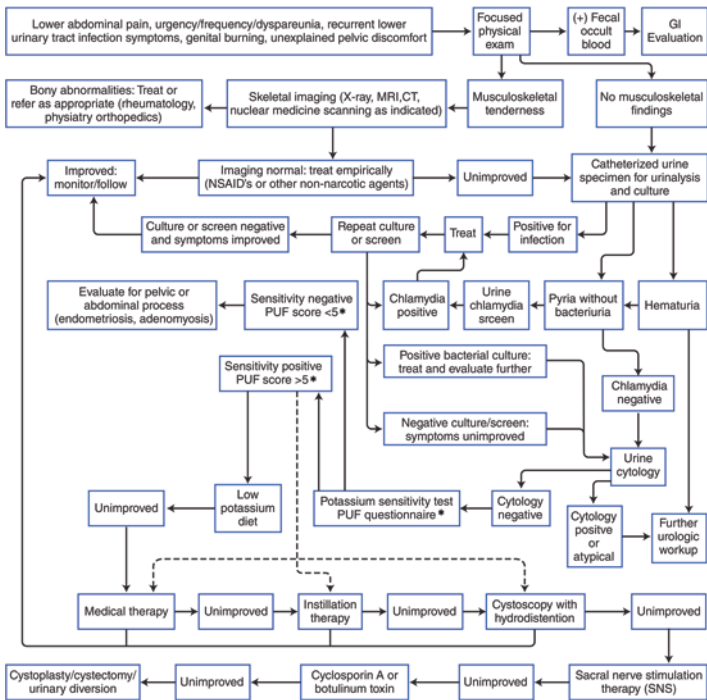 Lower abdominal pain, urgency/frequency/dyspareunia, recurrent lower
urinary tract infection symptoms, genital burning, unexplained pelvic discomfort
Focused
physical
exam
(+) Fecal
occult
blood
GI
Evaluation
Bony abnormalities: Treat or
refer as appropriate (rheumatology,
physiatry orthopedics)
Skeletal imaging (X-ray, MRI,CT,
nuclear medicine scanning as indicated)
Musculoskeletal
tenderness
No musculoskeletal
findings
Improved:
monitor/follow
Imaging normal: treat empirically
(NSAID's or other non-narcotic agents)
Unimproved
Catheterized urine
specimen for urinalysis
and culture
Culture or screen negative
and symptoms improved
Repeat culture
or screen
Treat
Positive for
infection
Evaluate for pelvic or
abdominal process
(endometriosis, adenomyosis)
Sensitivity negative
PUF score <5*
Chlamydia
positive
Urine
chlamydia
srceen
Pyria without
bacteriuria
Hematuria
Sensitivity positive
PUF score >5*
Positive bacterial culture:
treat and evaluate further
Chlamydia
negative
Negative culture/screen:
symptoms unimproved
Urine
cytology
Unimproved
Low
potassium
diet
Potassium sensitivity test
PUF questionnaire*
Cytology
negative
Cytology
positve or
atypical
Further
urologic
workup
Medical therapy
Unimproved
Instillation
therapy
Unimproved
Cystoscopy with
hydrodistention
Unimproved
Cystoplasty/cystectomy/
urinary diversion
Unimproved
Cyclosporin A or
botulinum toxin
Unimproved
Sacral nerve stimulation
therapy (SNS)